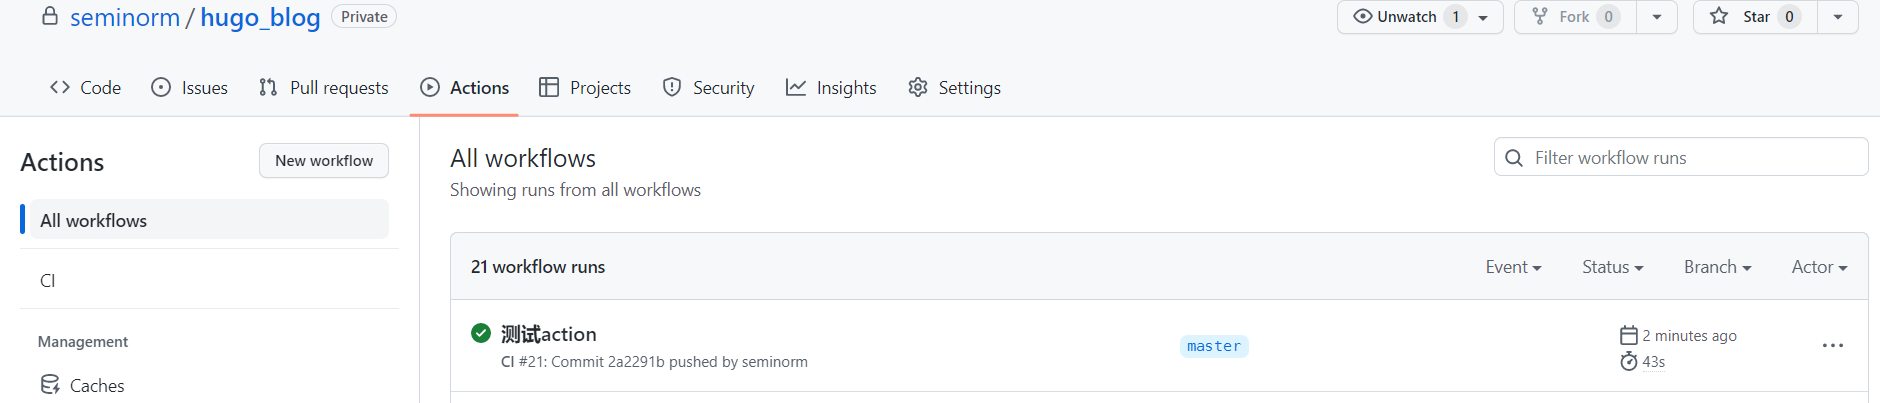 seminorm / hugo_blog Private
Unwatch 1
Fork 0
Star 0
Code Issues Pull requests Actions Projects Security Insights Settings
Actions
New workflow
All workflows
CI
Management
Caches
All workflows
Showing runs from all workflows
Filter workflow runs
21 workflow runs
Event Status Branch Actor
测试action
CI #21: Commit 2a2291b pushed by seminorm
master
2 minutes ago
43s